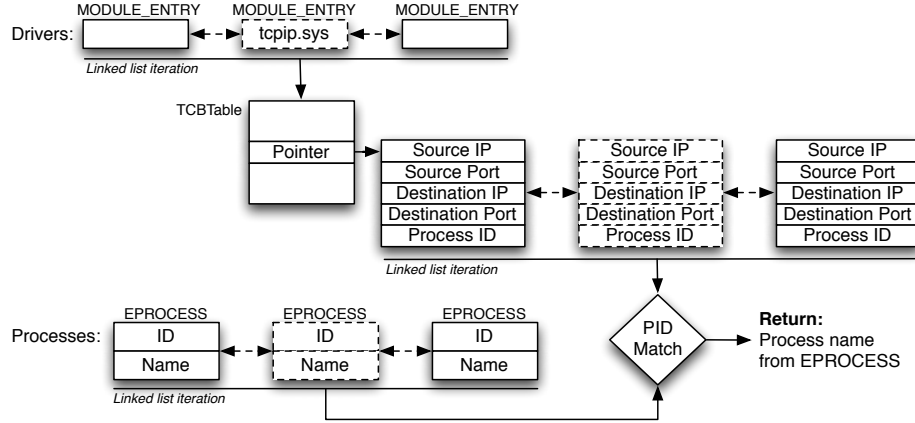 MODULE_ENTRY MODULE_ENTRY MODULE_ENTRY
Drivers: tcpip.sys
Linked list iteration
TCBTable
Pointer
Source IP Source IP Source IP
Source Port Source Port Source Port
Destination IP Destination IP Destination IP
Destination Port Destination Port Destination Port
Process ID Process ID Process ID
Linked list iteration
EPROCESS EPROCESS EPROCESS
Processes: ID ID ID
Name Name Name
Linked list iteration
PID
Match
Return:
Process name
from EPROCESS